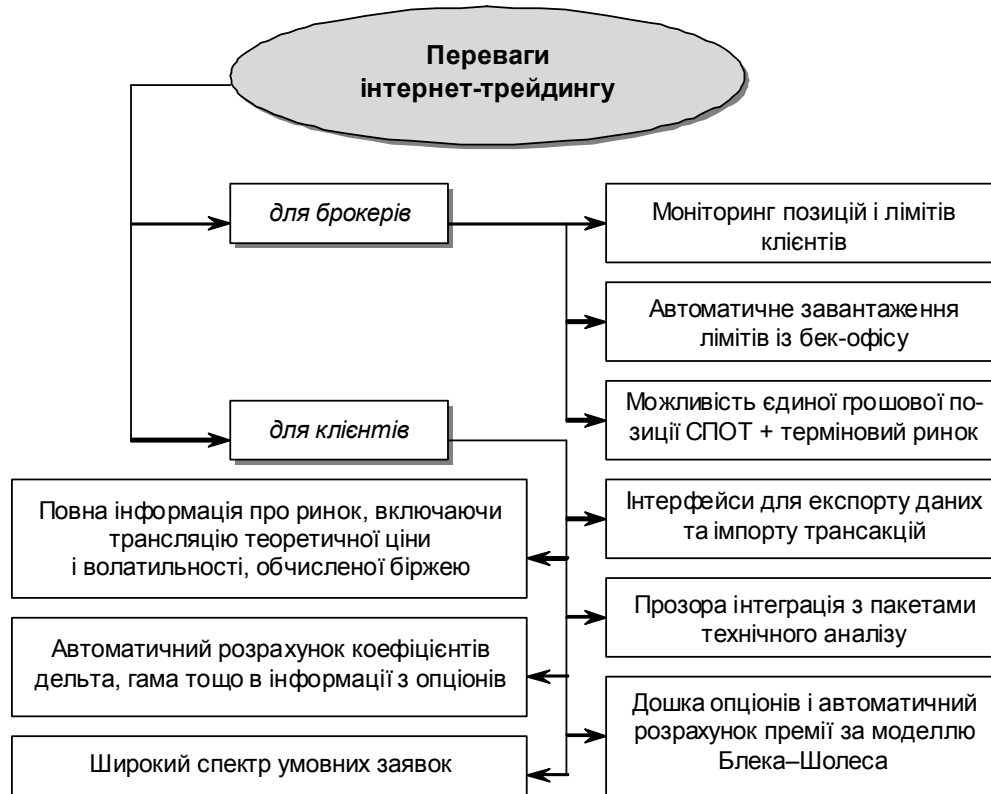 Переваги
інтернет-трейдингу
для брокерів
Моніторинг позицій і лімітів
клієнтів
Автоматичне завантаження
лімітів із бек-офісу
Можливість єдиної грошової по-
зиції СПОТ + терміновий ринок
для клієнтів
Повна інформація про ринок, включаючи
трансляцію теоретичної ціни
і волатильності, обчисленої біржею
Автоматичний розрахунок коефіцієнтів
дельта, гама тощо в інформації з опціонів
Широкий спектр умовних заявок
Інтерфейси для експорту даних
та імпорту трансакцій
Прозора інтеграція з пакетами
технічного аналізу
Дошка опціонів і автоматичний
розрахунок премії за моделлю
Блека–Шолеса